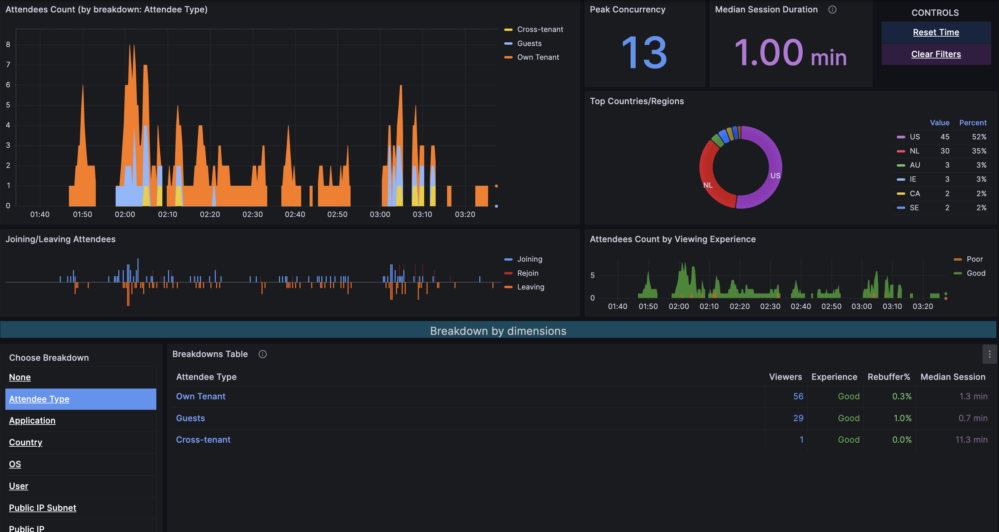 Attendees Count (by breakdown: Attendee Type)
8
7
6
5
4
3
2
1
0
01:40 01:50 02:00 02:10 02:20 02:30 02:40 02:50 03:00 03:10 03:20
Cross-tenant
Guests
Own Tenant
Peak Concurrency
13
Median Session Duration
1.00 min
CONTROLS
Reset Time
Clear Filters
Top Countries/Regions
US
NL
Value Percent
US 45 52%
NL 30 35%
AU 3 3%
IE 3 3%
CA 2 2%
SE 2 2%
Joining/Leaving Attendees
Joining
Rejoin
Leaving
Attendees Count by Viewing Experience
5
0
01:40 01:50 02:00 02:10 02:20 02:30 02:40 02:50 03:00 03:10 03:20
Poor
Good
Breakdown by dimensions
Choose Breakdown
None
Attendee Type
Application
Country
OS
User
Public IP Subnet
Public IP
Breakdowns Table
Attendee Type Viewers Experience Rebuffer% Median Session
Own Tenant 56 Good 0.3% 1.3 min
Guests 29 Good 1.0% 0.7 min
Cross-tenant 1 Good 0.0% 11.3 min